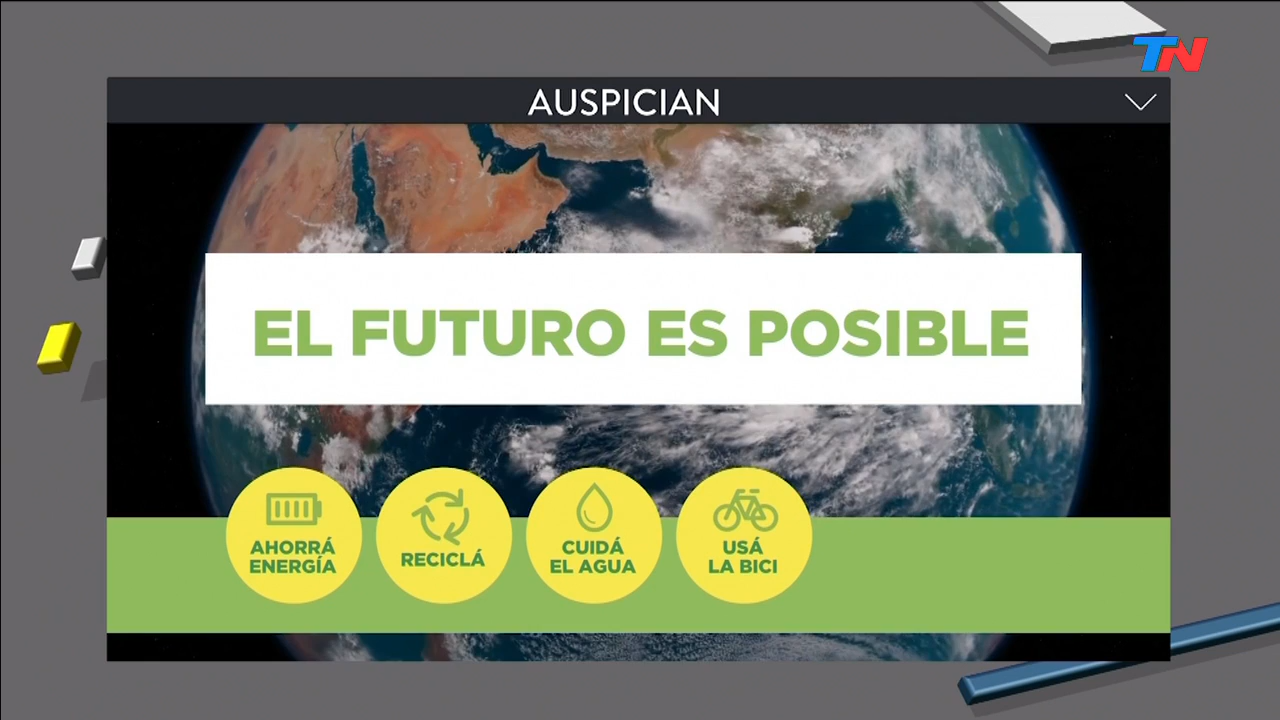 TN
AUSPICIAN
EL FUTURO ES POSIBLE
AHORRÁ
ENERGÍA
RECICLÁ
CUIDÁ
EL AGUA
USÁ
LA BICI